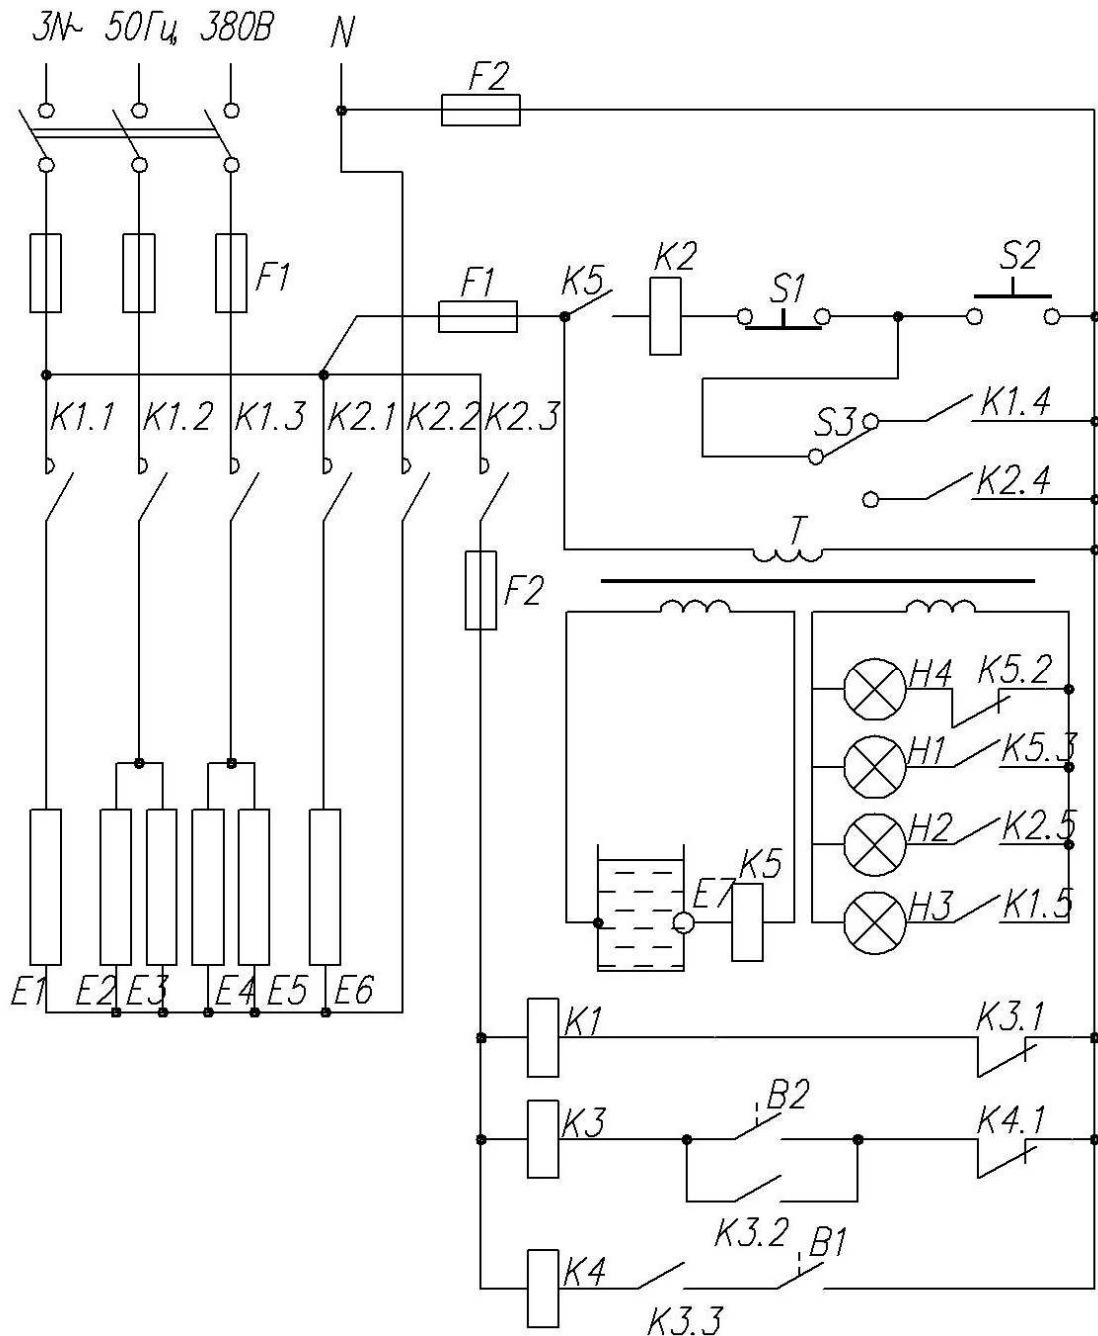 3N~ 50Гц, 380В N
F2
F1 F1 K5 K2 S1 S2
K1.1 K1.2 K1.3 K2.1 K2.2 K2.3 S3 K1.4
K2.4
T
F2
H4 K5.2
H1 K5.3
H2 K2.5
E7 K5
H3 K1.5
E1 E2 E3 E4 E5 E6
K1 K3.1
K3 B2 K4.1
K3.2 B1
K4
K3.3